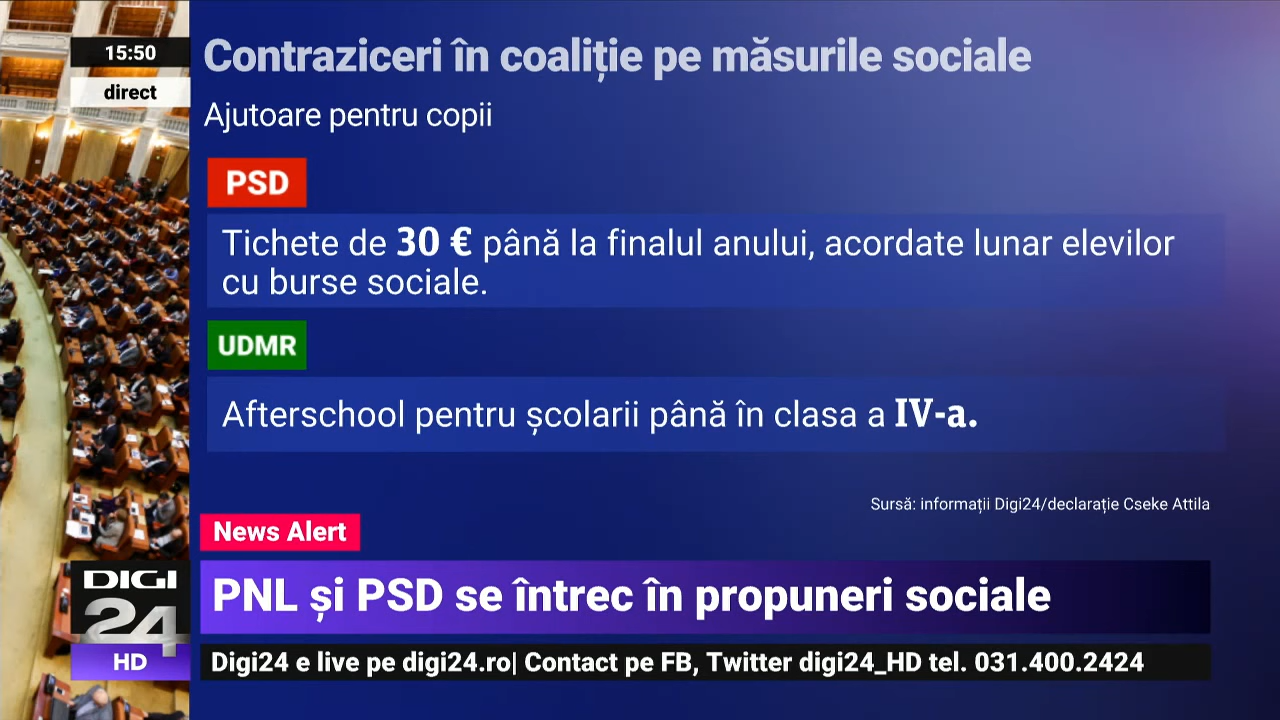 15:50
direct
Contraziceri în coaliție pe măsurile sociale
Ajutoare pentru copii
PSD
Tichete de 30 € până la finalul anului, acordate lunar elevilor
cu burse sociale.
UDMR
Afterschool pentru școlarii până în clasa a IV-a.
Sursă: informații Digi24/declarație Cseke Attila
News Alert
DIGI
24
HD
PNL și PSD se întrec în propuneri sociale
Digi24 e live pe digi24.ro| Contact pe FB, Twitter digi24_HD tel. 031.400.2424